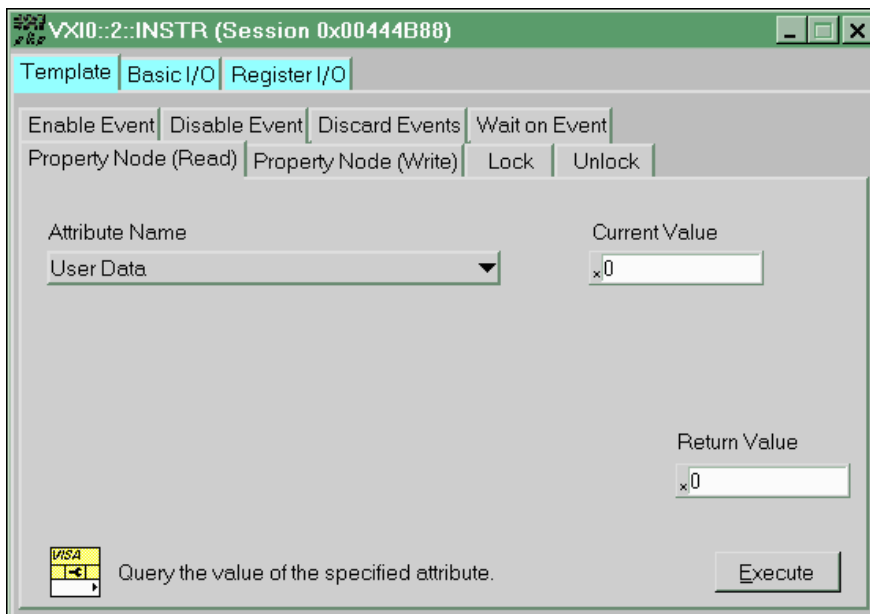 VXI0::2::INSTR (Session 0x00444B88)
Template Basic I/O Register I/O
Enable Event Disable Event Discard Events Wait on Event
Property Node (Read) Property Node (Write) Lock Unlock
Attribute Name Current Value
User Data x0
Return Value
x0
VISA
Query the value of the specified attribute. Execute